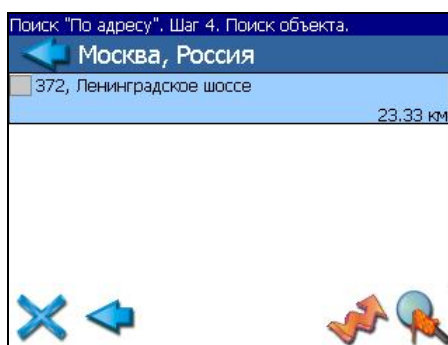 Поиск "По адресу". Шаг 4. Поиск объекта.
Москва, Россия
372, Ленинградское шоссе
23.33 км